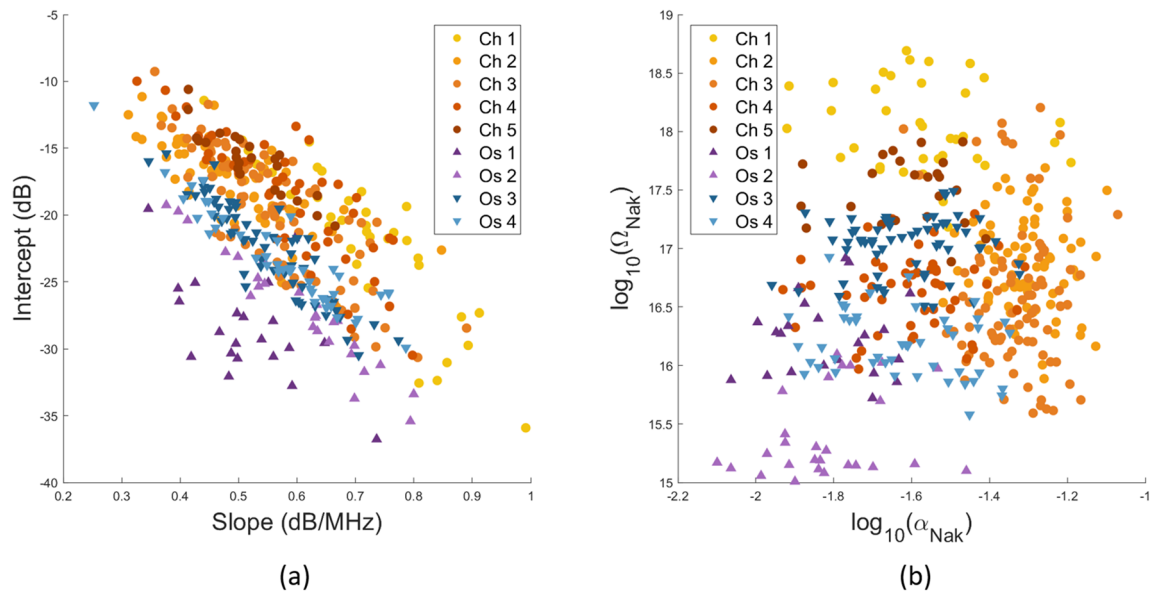 -5
-10
-15
-20
-25
-30
-35
-40
Intercept (dB)
0.2 0.3 0.4 0.5 0.6 0.7 0.8 0.9 1
Slope (dB/MHz)
Ch 1
Ch 2
Ch 3
Ch 4
Ch 5
Os 1
Os 2
Os 3
Os 4
(a)
19
18.5
18
17.5
17
16.5
16
15.5
15
log10(ΩNak)
-2.2 -2 -1.8 -1.6 -1.4 -1.2 -1
log10(αNak)
Ch 1
Ch 2
Ch 3
Ch 4
Ch 5
Os 1
Os 2
Os 3
Os 4
(b)